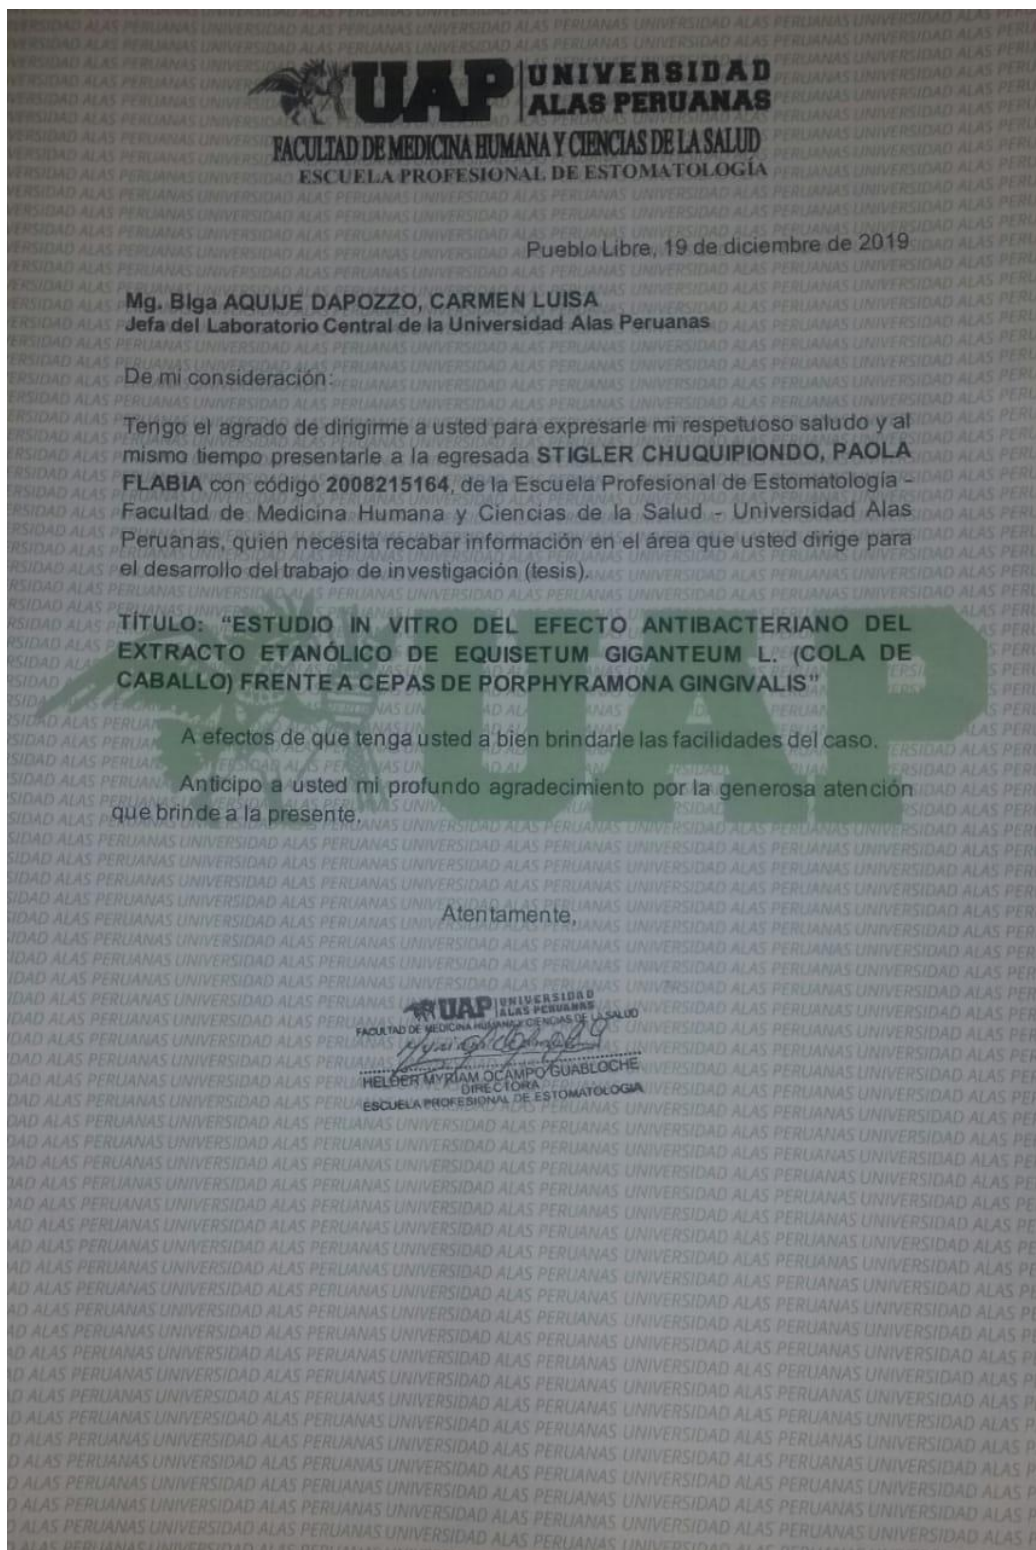 UAP UNIVERSIDAD
ALAS PERUANAS
FACULTAD DE MEDICINA HUMANA Y CIENCIAS DE LA SALUD
ESCUELA PROFESIONAL DE ESTOMATOLOGÍA
Pueblo Libre, 19 de diciembre de 2019
Mg. Blga AQUIJE DAPOZZO, CARMEN LUISA
Jefa del Laboratorio Central de la Universidad Alas Peruanas
De mi consideración:
Tengo el agrado de dirigirme a usted para expresarle mi respetuoso saludo y al
mismo tiempo presentarle a la egresada STIGLER CHUQUIPIONDO, PAOLA
FLABIA con código 2008215164, de la Escuela Profesional de Estomatología -
Facultad de Medicina Humana y Ciencias de la Salud - Universidad Alas
Peruanas, quien necesita recabar información en el área que usted dirige para
el desarrollo del trabajo de investigación (tesis).
TÍTULO: “ESTUDIO IN VITRO DEL EFECTO ANTIBACTERIANO DEL
EXTRACTO ETANÓLICO DE EQUISETUM GIGANTEUM L. (COLA DE
CABALLO) FRENTE A CEPAS DE PORPHYRAMONA GINGIVALIS”
A efectos de que tenga usted a bien brindarle las facilidades del caso.
Anticipo a usted mi profundo agradecimiento por la generosa atención
que brinde a la presente.
Atentamente,
UAP UNIVERSIDAD
ALAS PERUANAS
FACULTAD DE MEDICINA HUMANA Y CIENCIAS DE LA SALUD
HELDER MYRIAM OCAMPO GUABLOCHE
DIRECTORA
ESCUELA PROFESIONAL DE ESTOMATOLOGIA